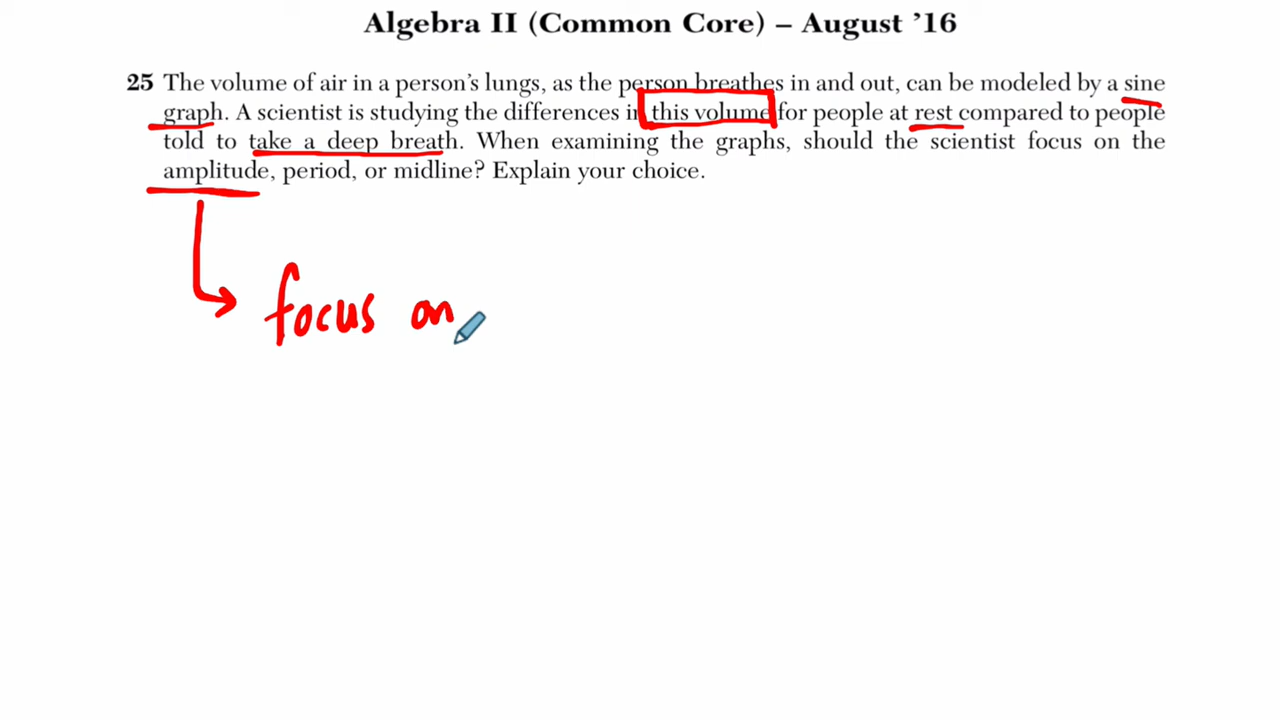 Algebra II (Common Core) – August ’16
25 The volume of air in a person’s lungs, as the person breathes in and out, can be modeled by a sine
graph. A scientist is studying the differences in this volume for people at rest compared to people
told to take a deep breath. When examining the graphs, should the scientist focus on the
amplitude, period, or midline? Explain your choice.
focus on